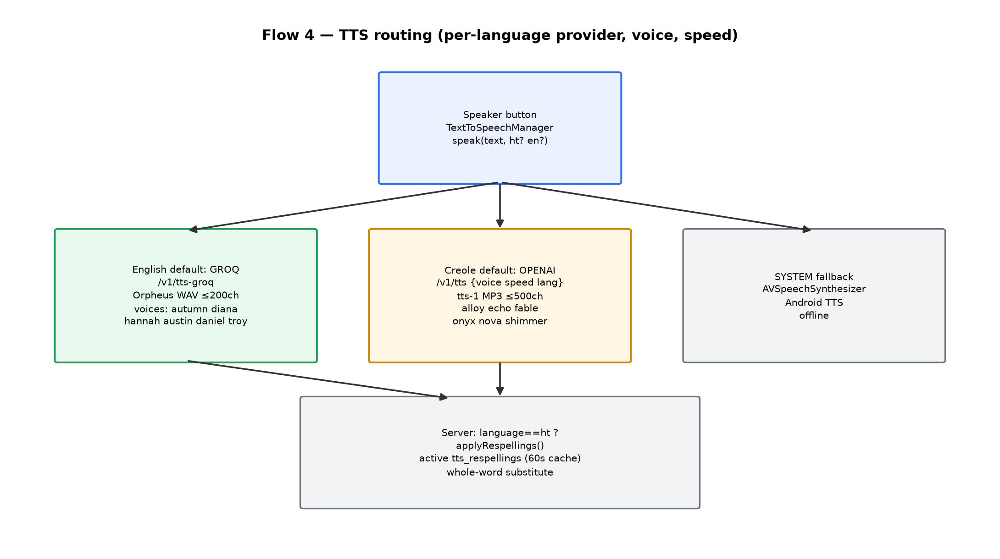 Flow 4 — TTS routing (per-language provider, voice, speed)
Speaker button
TextToSpeechManager
speak(text, ht? en?)
English default: GROQ
/v1/tts-groq
Orpheus WAV ≤200ch
voices: autumn diana
hannah austin daniel troy
Creole default: OPENAI
/v1/tts {voice speed lang}
tts-1 MP3 ≤500ch
alloy echo fable
onyx nova shimmer
SYSTEM fallback
AVSpeechSynthesizer
Android TTS
offline
Server: language==ht ?
applyRespellings()
active tts_respellings (60s cache)
whole-word substitute